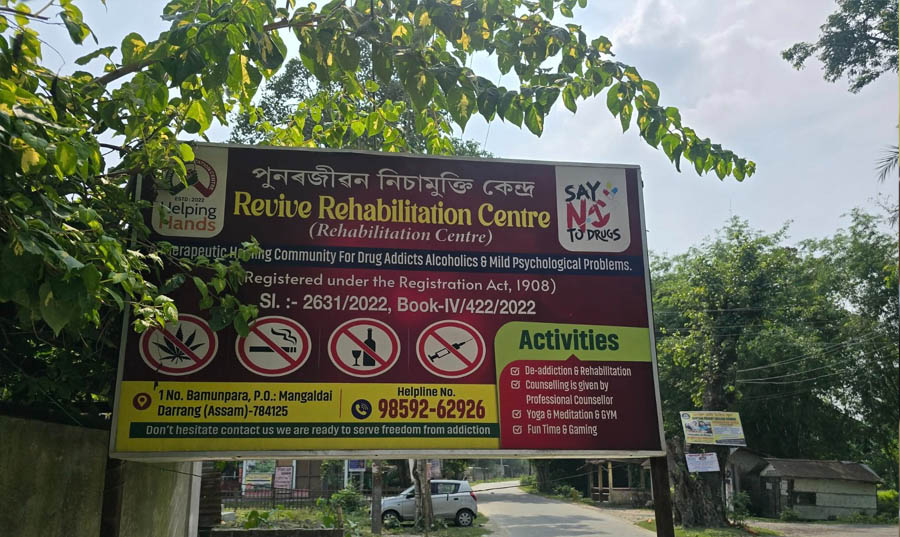 ESTD : 2022
Helping
Hands
পুনৰজীৱন নিচামুক্তি কেন্দ্ৰ
Revive Rehabilitation Centre
(Rehabilitation Centre)
SAY
NO
TO DRUGS
For Drug Addicts Alcoholics & Mild Psychological Problems.
(Registered under the Registration Act, 1908)
Sl. :- 2631/2022, Book-IV/422/2022
1 No. Bamunpara, P.O.: Mangaldai
Darrang (Assam)-784125
Helpline No.
98592-62926
Don't hesitate contact us we are ready to serve freedom from addiction
Activities
De-addiction & Rehabilitation
Counselling is given by
Professional Counsellor
Yoga & Meditation & GYM
Fun Time & Gaming